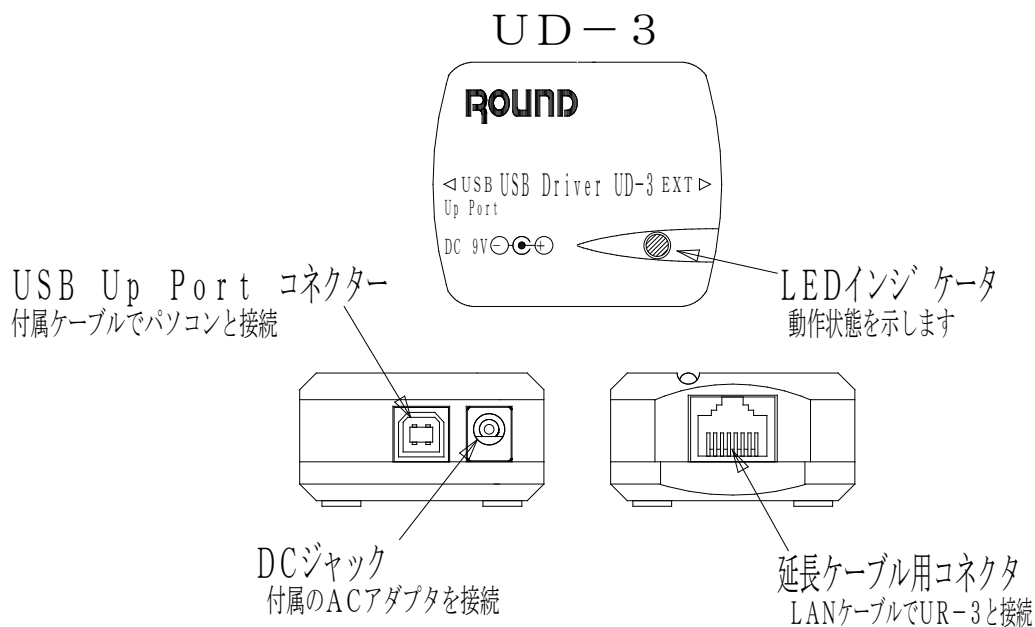 UD－3
ROUND
◁USB USB Driver UD-3 EXT▷
Up Port
DC 9V
USB Up Port コネクター
付属ケーブルでパソコンと接続
LEDインジケータ
動作状態を示します
DCジャック
付属のACアダプタを接続
延長ケーブル用コネクタ
LANケーブルでUR－3と接続